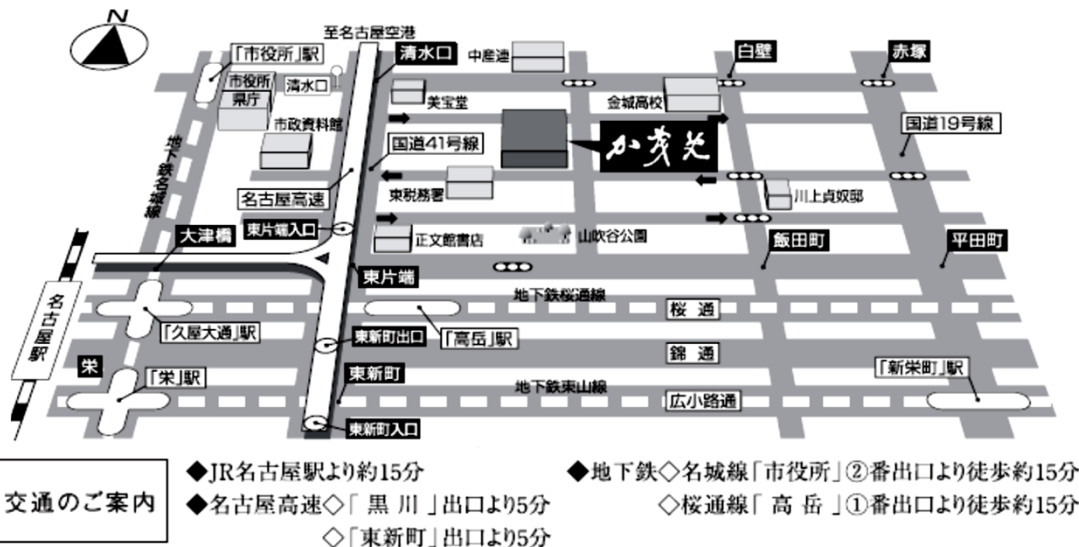 N
至名古屋空港
「市役所」駅
清水口
中産連
白壁
赤塚
市役所
県庁
清水口
美宝堂
金城高校
国道19号線
市政資料館
国道41号線
か茂免
地下鉄名城線
名古屋高速
東税務署
川上貞奴邸
大津橋
東片端入口
正文館書店
山吹谷公園
飯田町
平田町
東片端
地下鉄桜通線
名古屋駅
「久屋大通」駅
東新町出口
「高岳」駅
桜通
錦通
栄
「栄」駅
東新町
地下鉄東山線
「新栄町」駅
広小路通
東新町入口
交通のご案内
◆JR名古屋駅より約15分
◆名古屋高速◇「黒川」出口より5分
◇「東新町」出口より5分
◆地下鉄◇名城線「市役所」②番出口より徒歩約15分
◇桜通線「高岳」①番出口より徒歩約15分